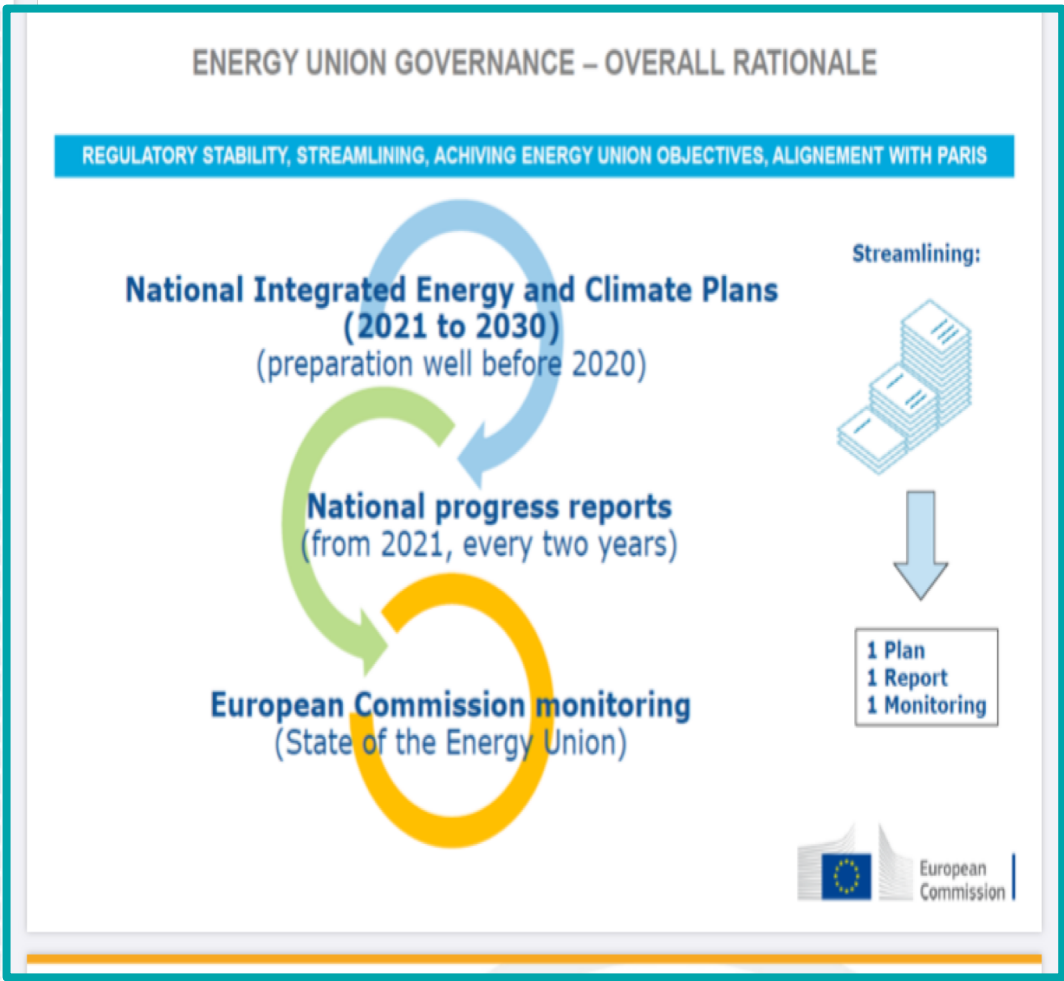 ENERGY UNION GOVERNANCE – OVERALL RATIONALE
REGULATORY STABILITY, STREAMLINING, ACHIVING ENERGY UNION OBJECTIVES, ALIGNEMENT WITH PARIS
National Integrated Energy and Climate Plans
(2021 to 2030)
(preparation well before 2020)
National progress reports
(from 2021, every two years)
European Commission monitoring
(State of the Energy Union)
Streamlining:
1 Plan
1 Report
1 Monitoring
European
Commission